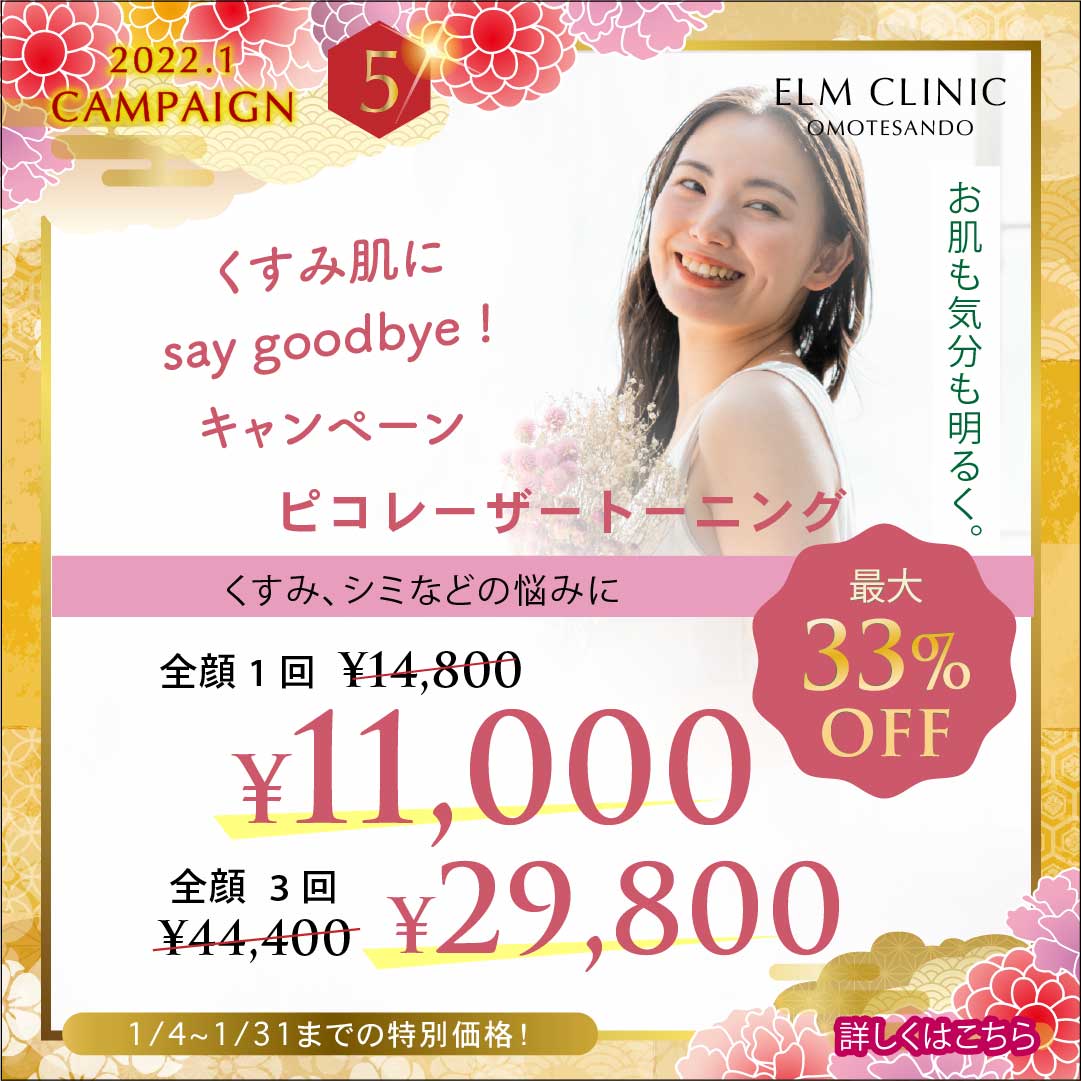 2022.1
CAMPAIGN
5
ELM CLINIC
OMOTESANDO
お肌も気分も明るく。
くすみ肌に
say goodbye！
キャンペーン
ピコレーザートーニング
くすみ、シミなどの悩みに
最大
33%
OFF
全顔 1 回 ¥14,800
¥11,000
全顔 3 回
¥44,400 ¥29,800
1/4~1/31までの特別価格！
詳しくはこちら